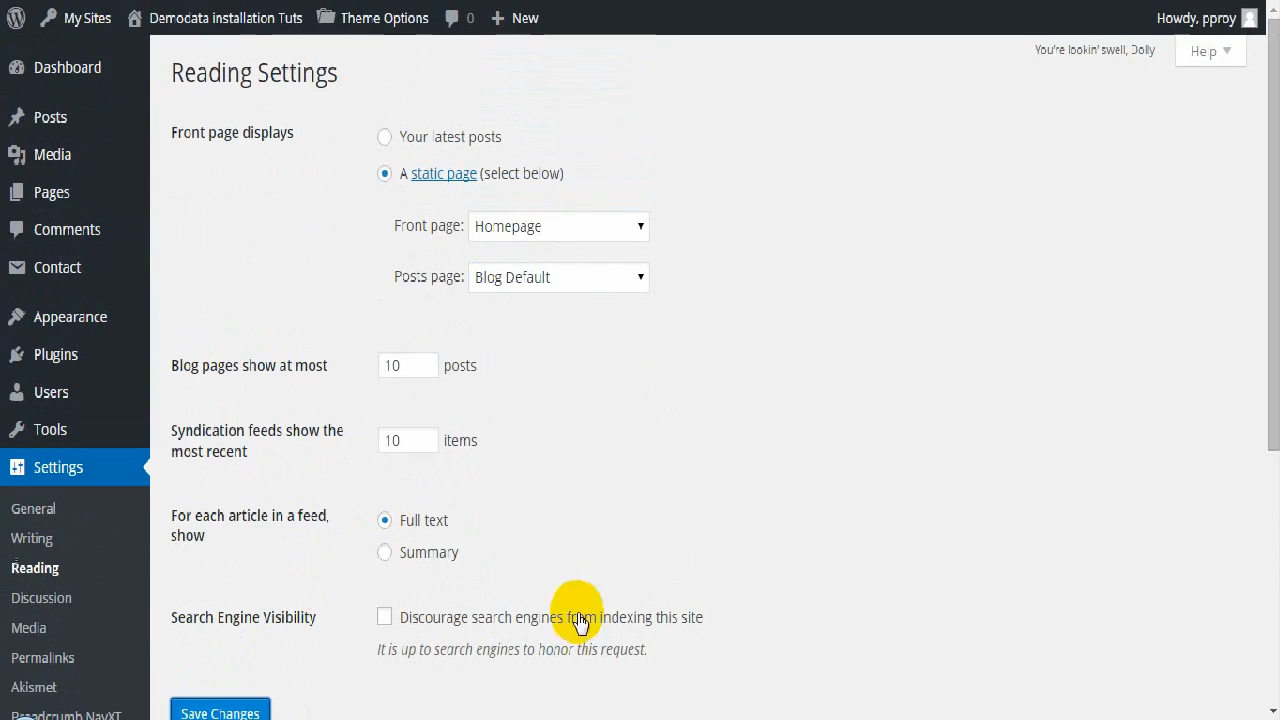 My Sites Demodata installation Tuts Theme Options 0 New Howdy, pproy
You're lookin' swell, Dolly Help ▼
Dashboard
Posts
Media
Pages
Comments
Contact
Appearance
Plugins
Users
Tools
Settings
General
Writing
Reading
Discussion
Media
Permalinks
Akismet
Breadcrumb NavXT
Reading Settings
Front page displays
Your latest posts
A static page (select below)
Front page: Homepage
Posts page: Blog Default
Blog pages show at most 10 posts
Syndication feeds show the
most recent
10 items
For each article in a feed,
show
Full text
Summary
Search Engine Visibility
Discourage search engines from indexing this site
It is up to search engines to honor this request.
Save Changes